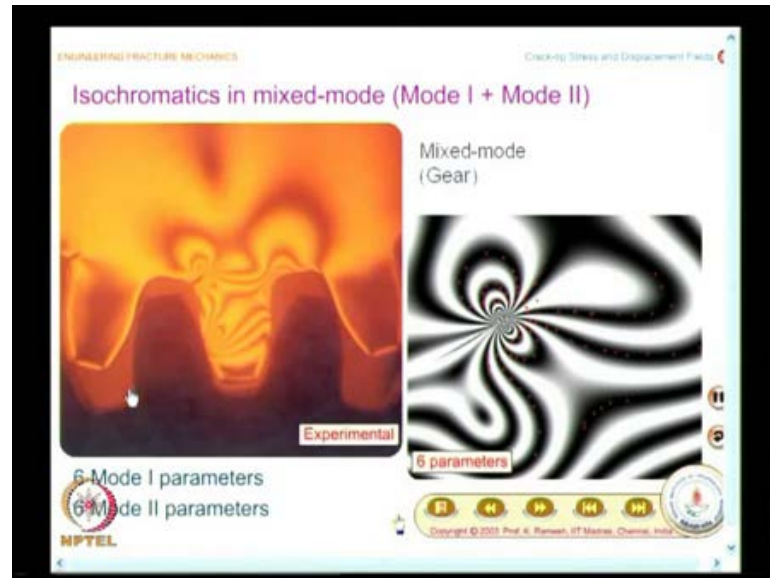 ENGINEERING FRACTURE MECHANICS
Crack-tip Stress and Displacement Fields
Isochromatics in mixed-mode (Mode I + Mode II)
Mixed-mode
(Gear)
Experimental
6 parameters
6 Mode I parameters
6 Mode II parameters
NPTEL
Copyright © 2003 Prof. K. Ramesh, IIT Madras, Chennai, India